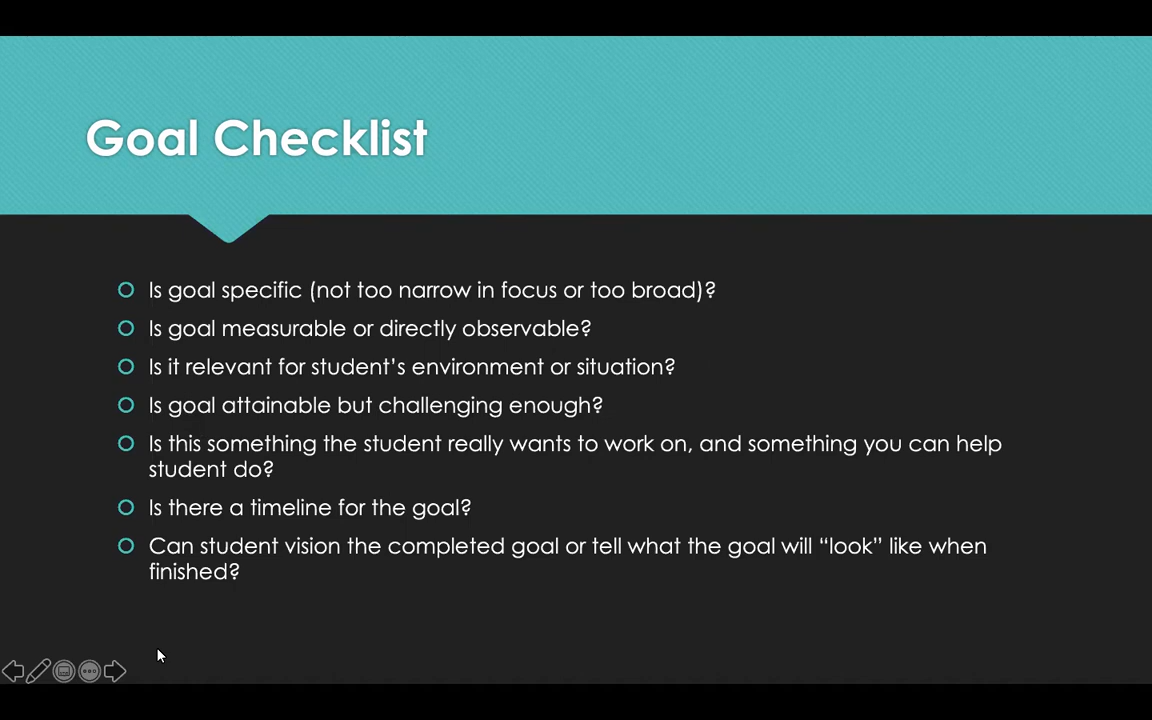 Goal Checklist
Is goal specific (not too narrow in focus or too broad)?
Is goal measurable or directly observable?
Is it relevant for student’s environment or situation?
Is goal attainable but challenging enough?
Is this something the student really wants to work on, and something you can help
student do?
Is there a timeline for the goal?
Can student vision the completed goal or tell what the goal will “look” like when
finished?